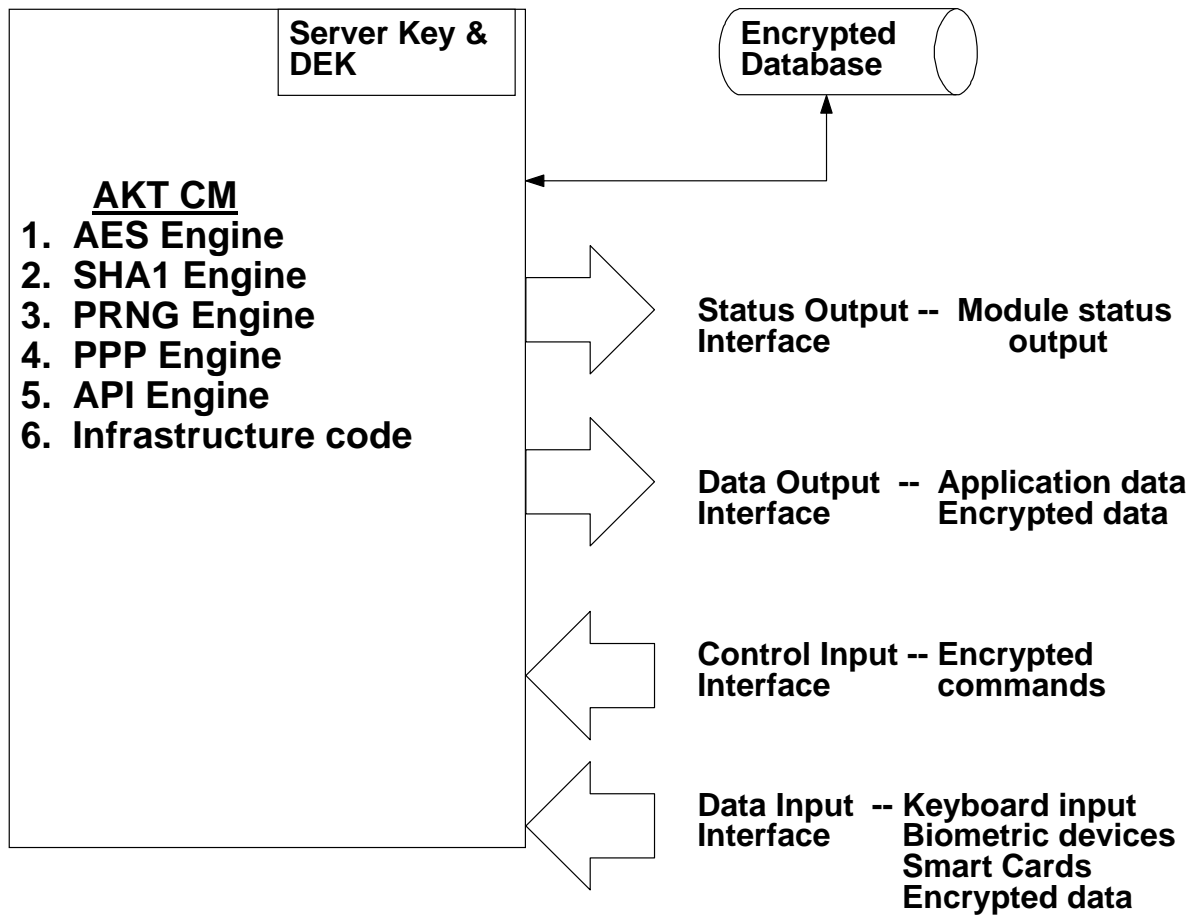 Server Key &
DEK
Encrypted
Database
AKT CM
1. AES Engine
2. SHA1 Engine
3. PRNG Engine
4. PPP Engine
5. API Engine
6. Infrastructure code
Status Output -- Module status
Interface output
Data Output -- Application data
Interface Encrypted data
Control Input -- Encrypted
Interface commands
Data Input -- Keyboard input
Interface Biometric devices
Smart Cards
Encrypted data